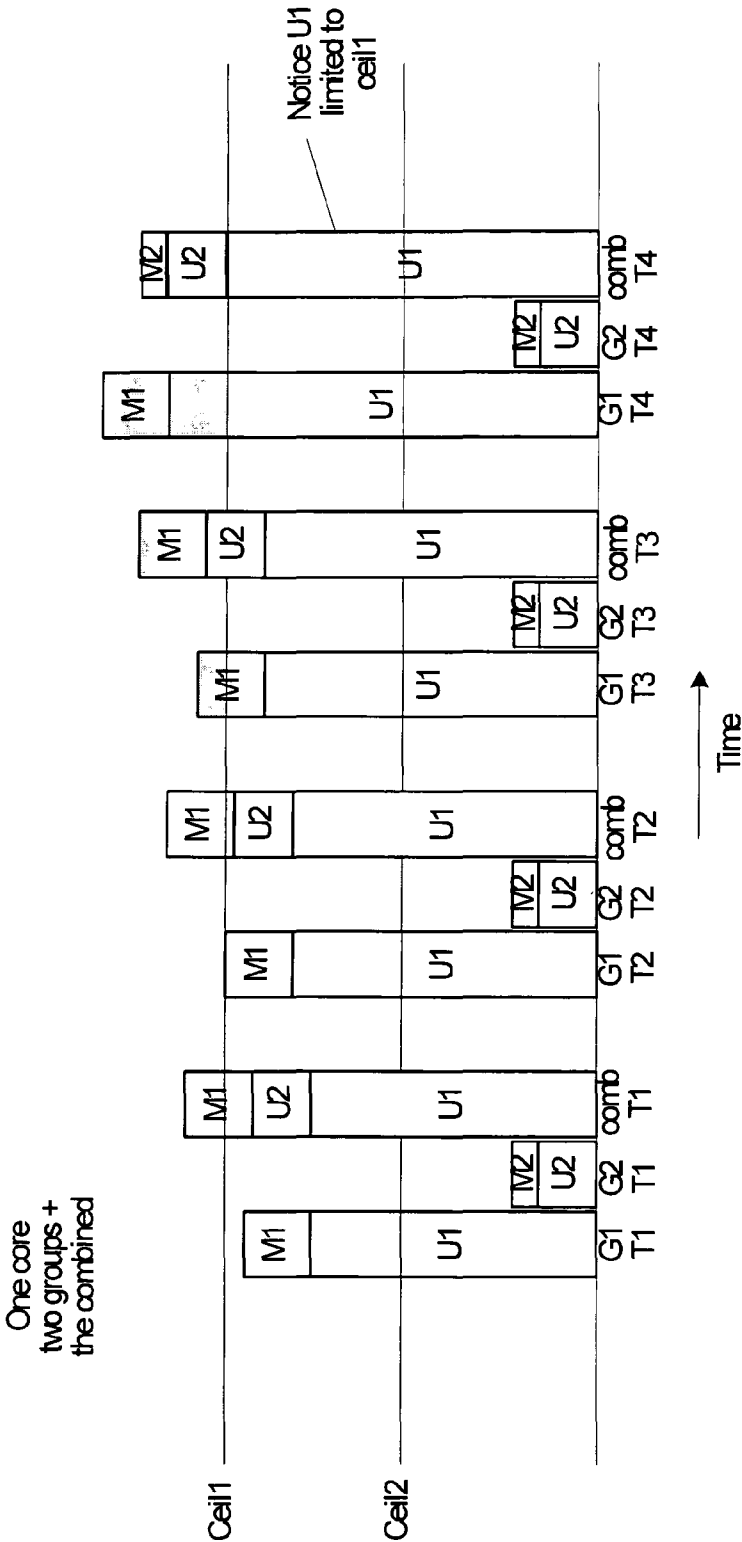 One core
two groups +
the combined
Ceil1
Ceil2
M1
U1
G1
T1
M2
U2
G2
T1
M1
U2
U1
comb
T1
M1
U1
G1
T2
M2
U2
G2
T2
M1
U2
U1
comb
T2
M1
U1
G1
T3
M2
U2
G2
T3
M1
U2
U1
comb
T3
M1
U1
G1
T4
M2
U2
G2
T4
M2
U2
U1
comb
T4
Notice U1
limited to
ceil1
Time